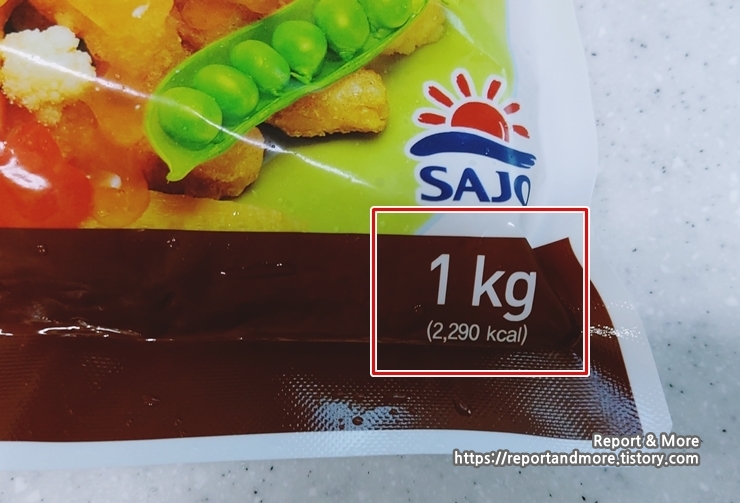 SAJO
1 kg
(2,290 kcal)
Report & More
https://reportandmore.tistory.com